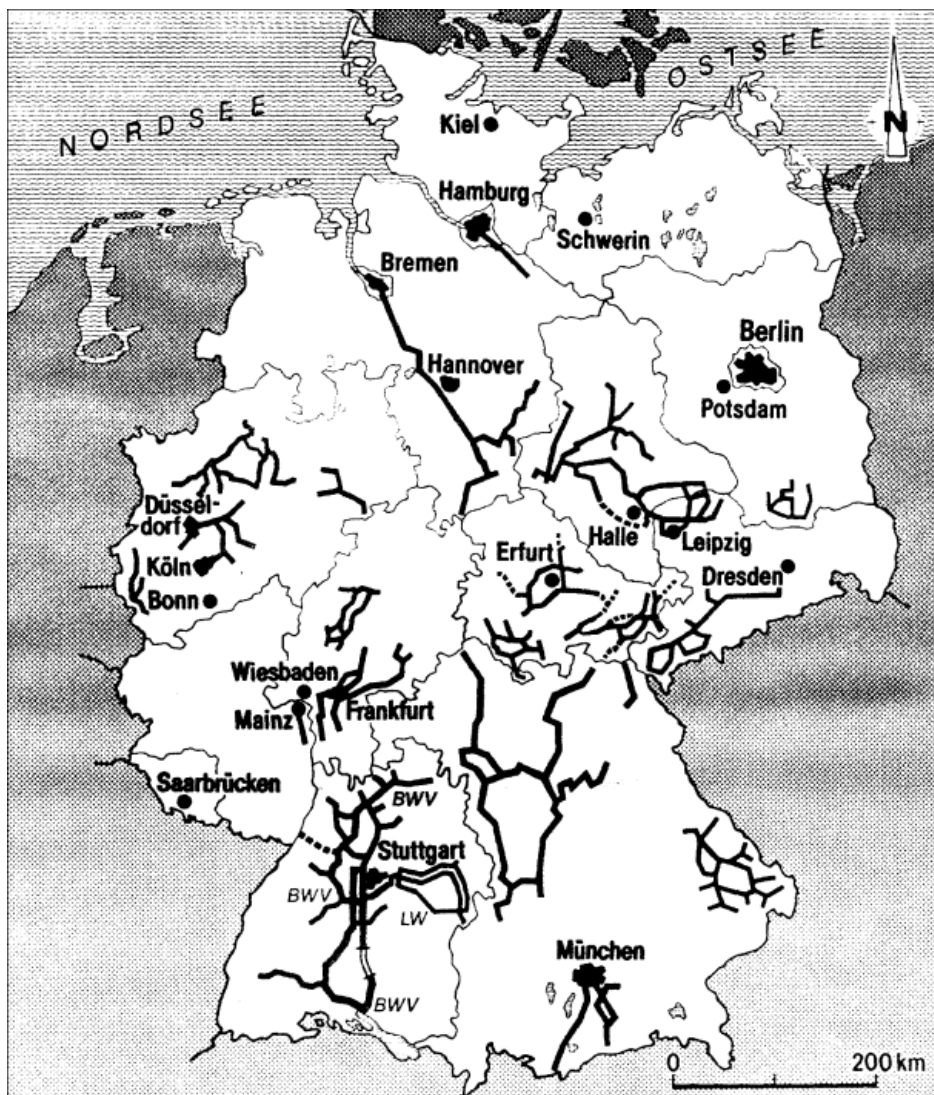 NORDSEE
OSTSEE
N
Kiel
Hamburg
Schwerin
Bremen
Berlin
Hannover
Potsdam
Düssel-
dorf
Halle
Leipzig
Erfurt
Köln
Dresden
Bonn
Wiesbaden
Mainz
Frankfurt
Saarbrücken
BWV
Stuttgart
BWV
LW
München
BWV
0
200 km